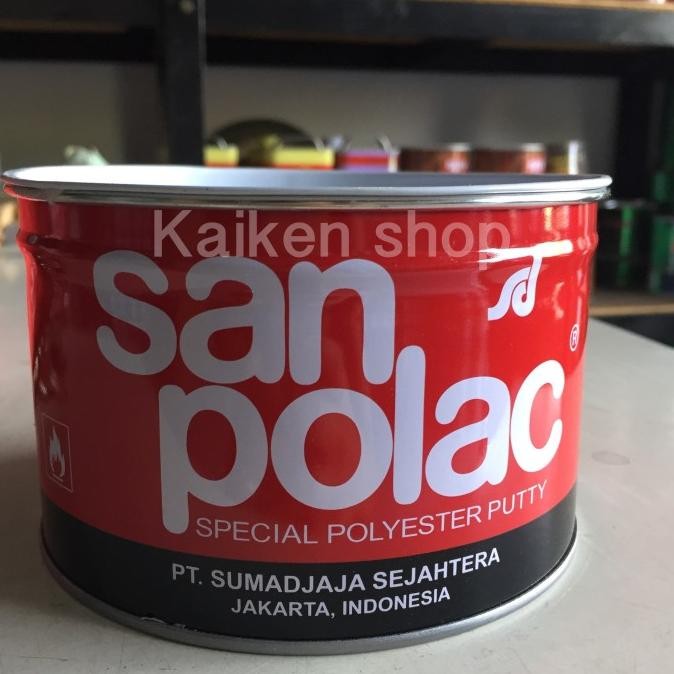 Kaiken shop
san
polac
®
SPECIAL POLYESTER PUTTY
PT. SUMADJAJA SEJAHTERA
JAKARTA, INDONESIA